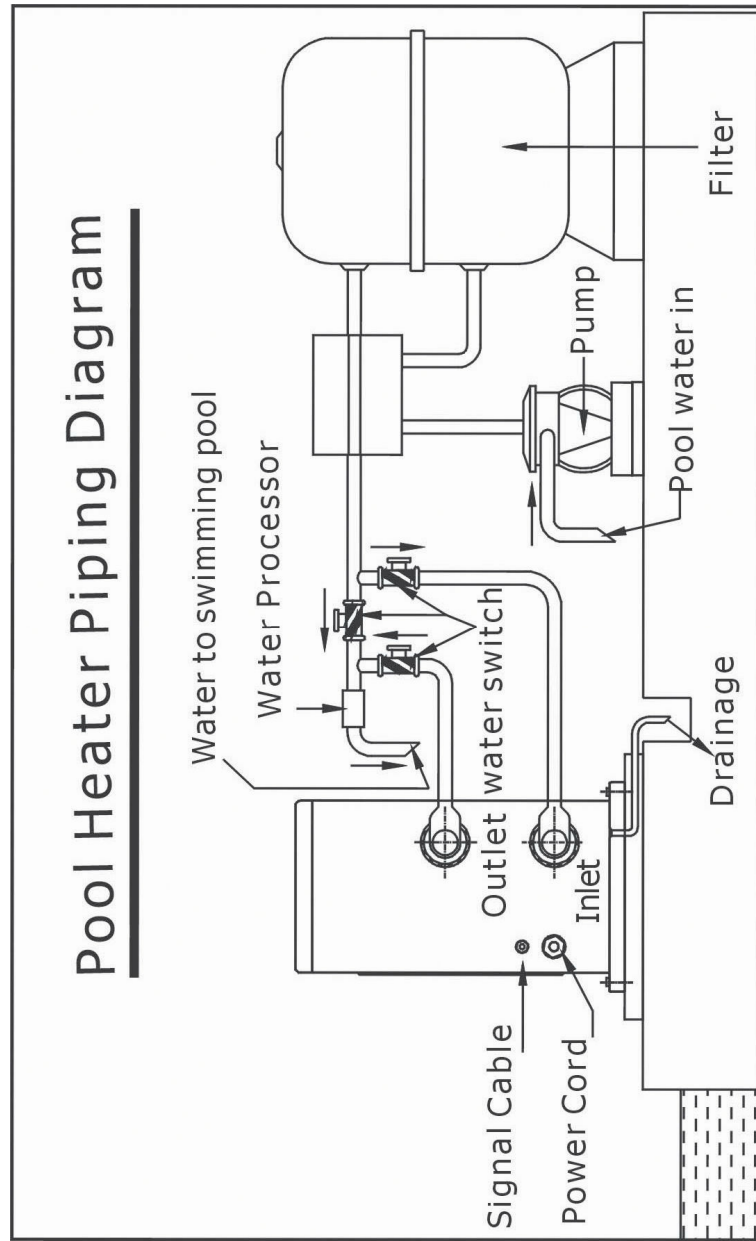 Pool Heater Piping Diagram
Water to swimming pool
Water Processor
water switch
Outlet
Inlet
Signal Cable
Power Cord
Pump
Pool water in
Drainage
Filter